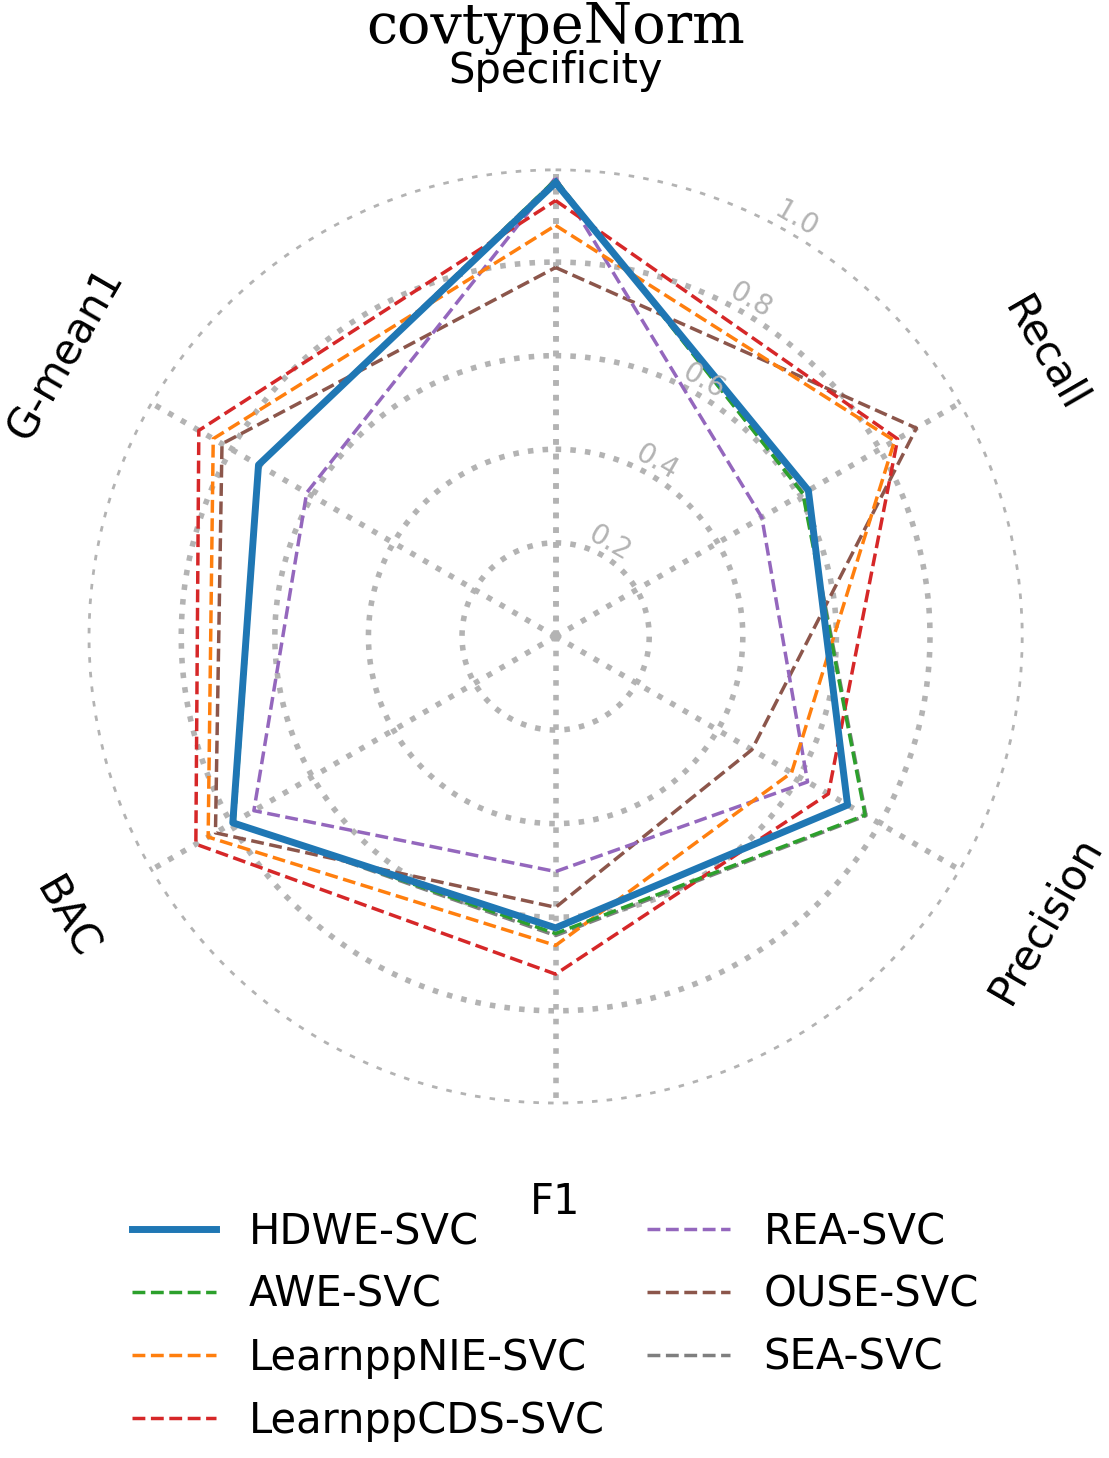 covtypeNorm
Specificity
1.0
0.8
0.6
0.4
0.2
Recall
G-mean1
BAC
Precision
F1
HDWE-SVC
AWE-SVC
LearnppNIE-SVC
LearnppCDS-SVC
REA-SVC
OUSE-SVC
SEA-SVC